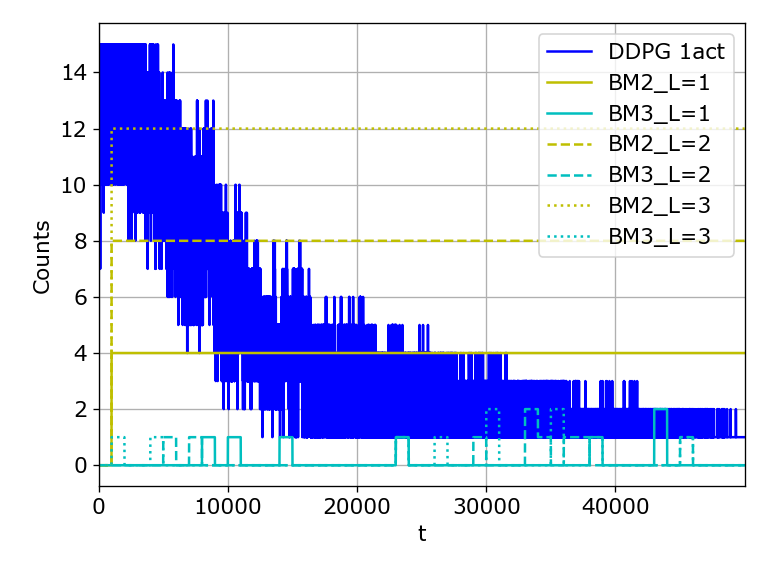 14
12
10
8
6
4
2
0
Counts
0
10000
20000
30000
40000
t
DDPG 1act
BM2_L=1
BM3_L=1
BM2_L=2
BM3_L=2
BM2_L=3
BM3_L=3